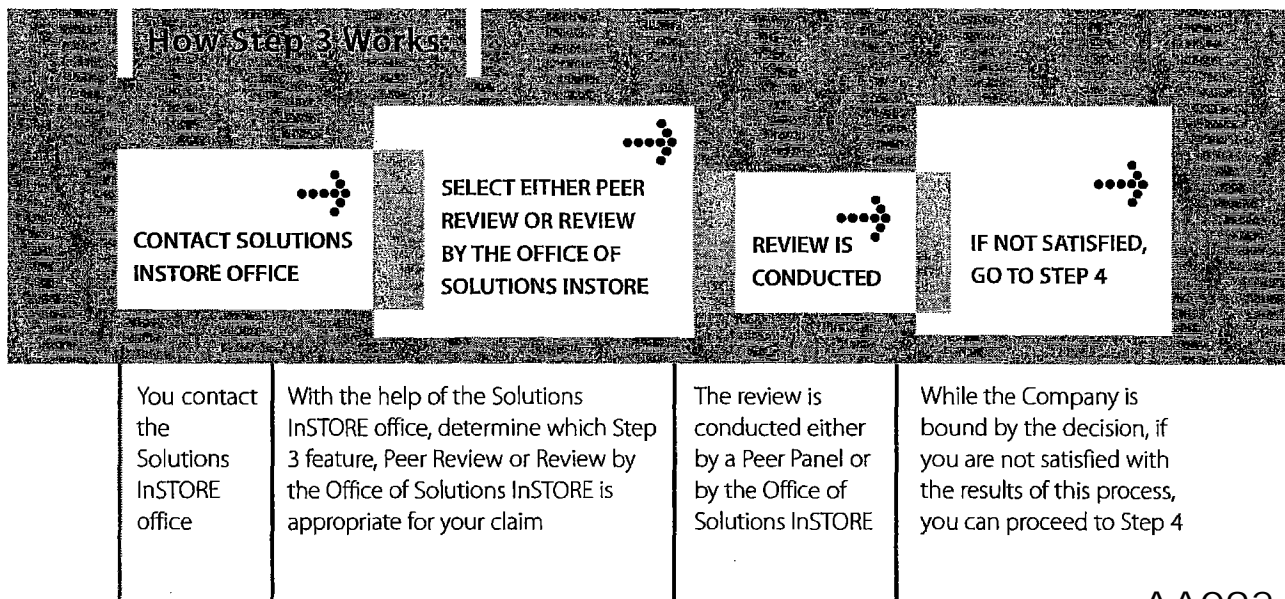 How Step 3 Works:
CONTACT SOLUTIONS
INSTORE OFFICE
SELECT EITHER PEER
REVIEW OR REVIEW
BY THE OFFICE OF
SOLUTIONS INSTORE
REVIEW IS
CONDUCTED
IF NOT SATISFIED,
GO TO STEP 4
You contact
the
Solutions
InSTORE
office
With the help of the Solutions
InSTORE office, determine which Step
3 feature, Peer Review or Review by
the Office of Solutions InSTORE is
appropriate for your claim
The review is
conducted either
by a Peer Panel or
by the Office of
Solutions InSTORE
While the Company is
bound by the decision, if
you are not satisfied with
the results of this process,
you can proceed to Step 4